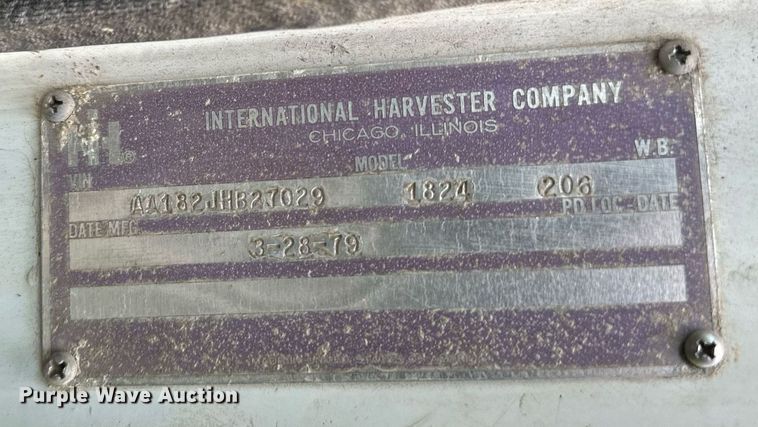 IH®
INTERNATIONAL HARVESTER COMPANY
CHICAGO, ILLINOIS
VIN MODEL W.B.
AA182JHB27029 1824 206
DATE MFG. PD. LOC.-DATE
3-28-79
Purple Wave Auction